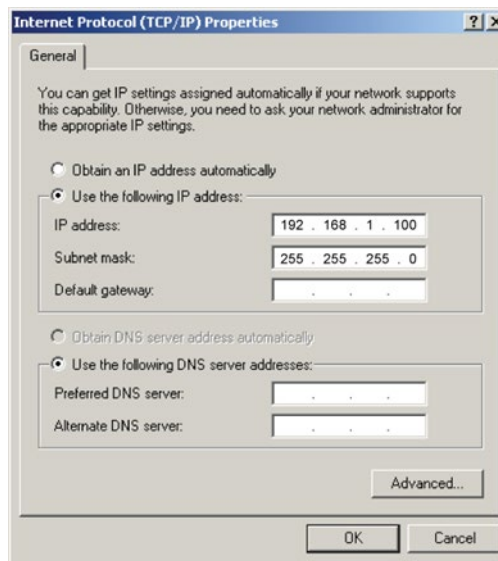 Internet Protocol (TCP/IP) Properties
General
You can get IP settings assigned automatically if your network supports
this capability. Otherwise, you need to ask your network administrator for
the appropriate IP settings.
Obtain an IP address automatically
Use the following IP address:
IP address: 192 . 168 . 1 . 100
Subnet mask: 255 . 255 . 255 . 0
Default gateway: . . .
Obtain DNS server address automatically
Use the following DNS server addresses:
Preferred DNS server: . . .
Alternate DNS server: . . .
Advanced...
OK Cancel